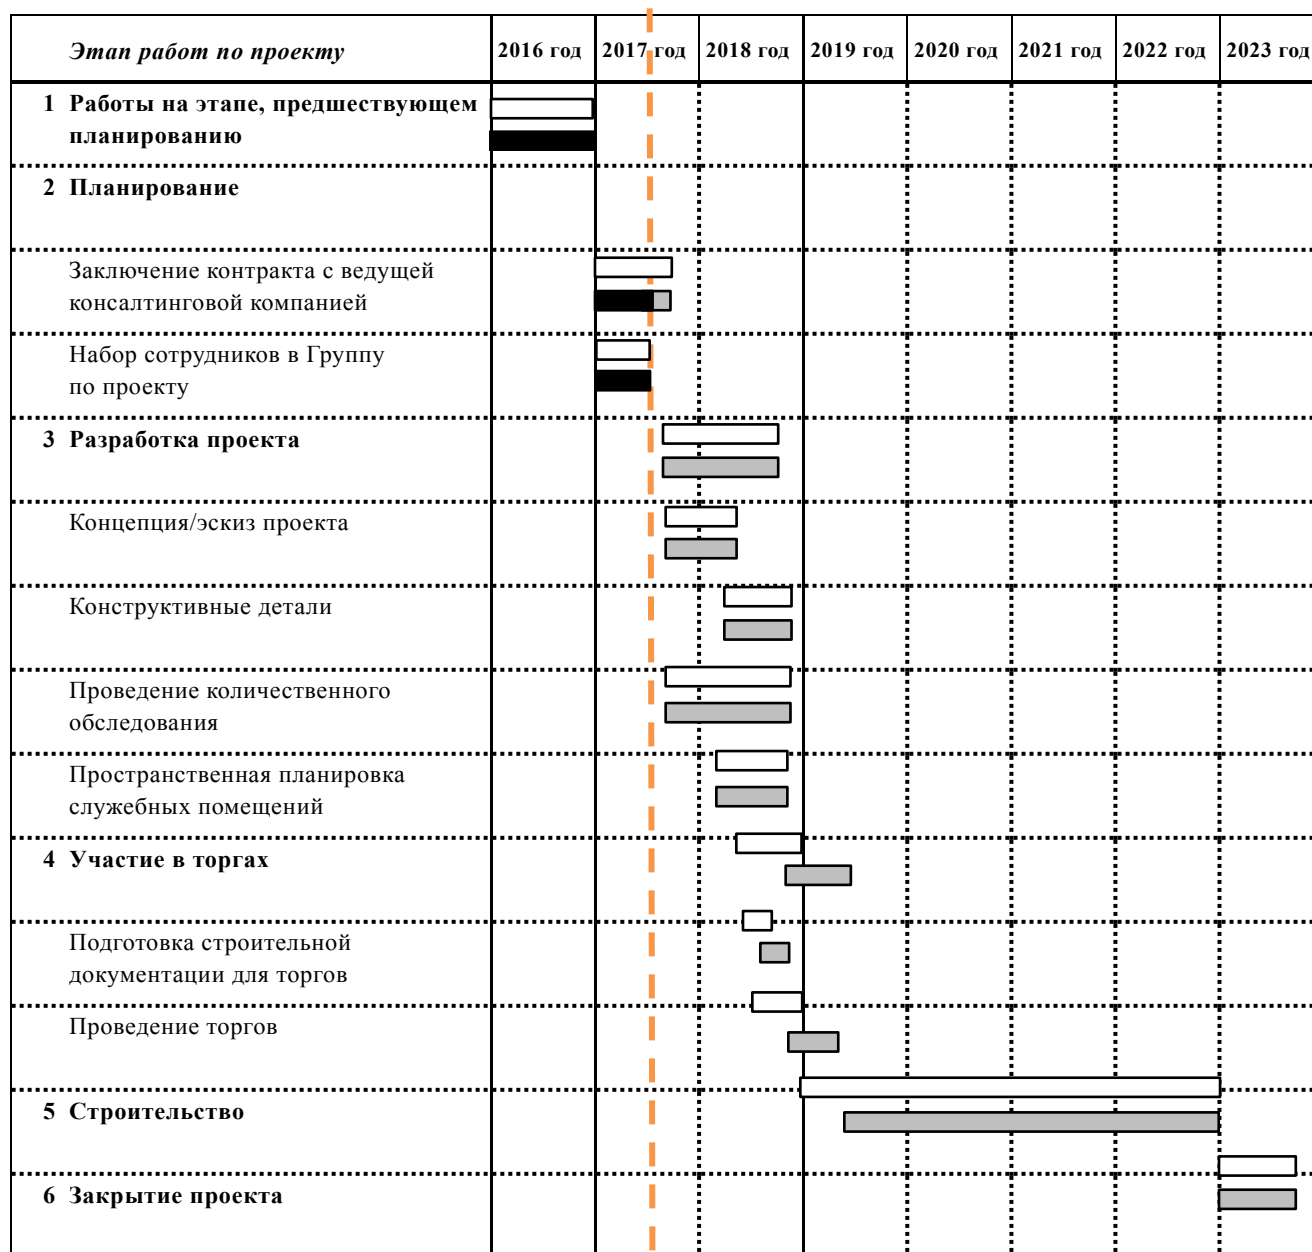 Этап работ по проекту 2016 год 2017 год 2018 год 2019 год 2020 год 2021 год 2022 год 2023 год
1 Работы на этапе, предшествующем
планированию
2 Планирование
Заключение контракта с ведущей
консалтинговой компанией
Набор сотрудников в Группу
по проекту
3 Разработка проекта
Концепция/эскиз проекта
Конструктивные детали
Проведение количественного
обследования
Пространственная планировка
служебных помещений
4 Участие в торгах
Подготовка строительной
документации для торгов
Проведение торгов
5 Строительство
6 Закрытие проекта